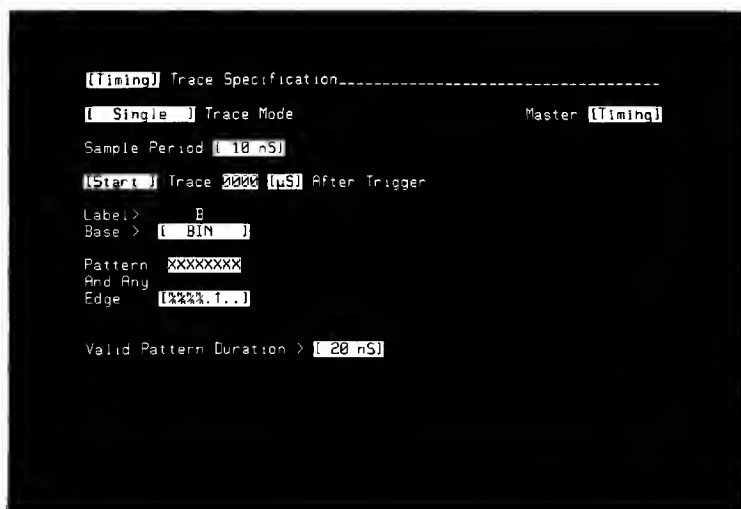 [Timing] Trace Specification
[ Single ] Trace Mode Master [Timing]
Sample Period [ 10 nS]
[Start ] Trace 0000 [µS] After Trigger
Label> B
Base > [ BIN ]
Pattern XXXXXXXX
And Any
Edge
Valid Pattern Duration > [ 20 nS]